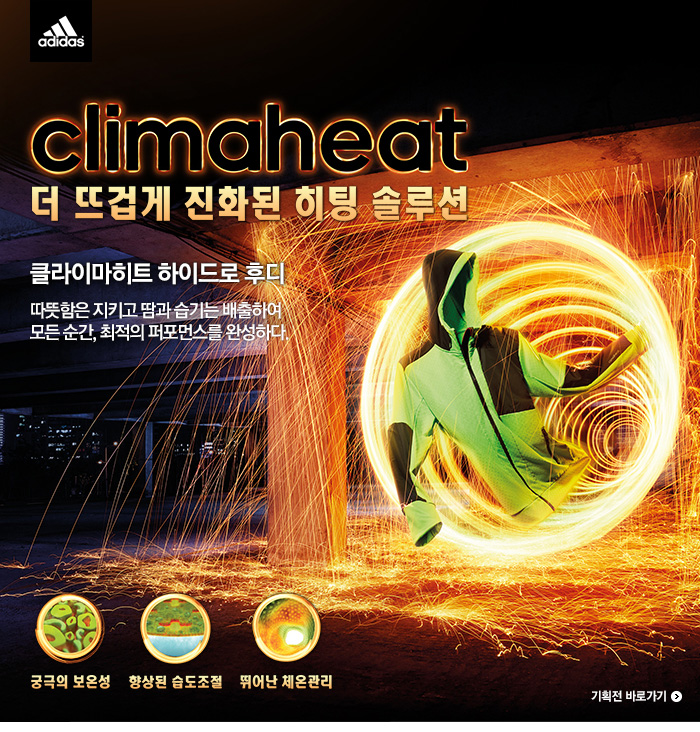 adidas
climaheat
더 뜨겁게 진화된 히팅 솔루션
클라이마히트 하이드로 후디
따뜻함은 지키고 땀과 습기는 배출하여
모든 순간, 최적의 퍼포먼스를 완성하다.
궁극의 보온성 향상된 습도조절 뛰어난 체온관리
기획전 바로가기